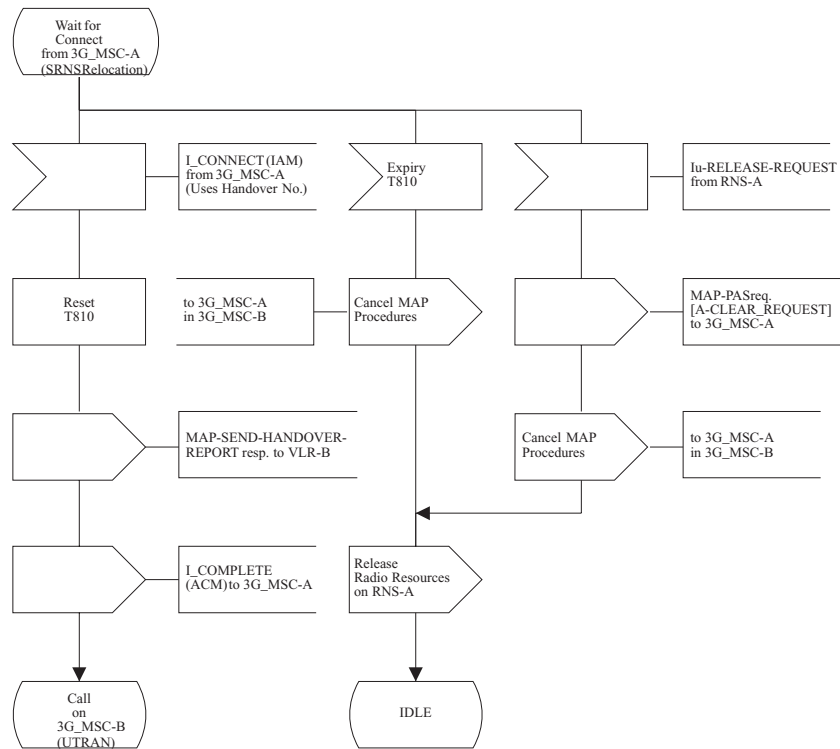 Wait for
Connect
from 3G_MSC-A
(SRNSRelocation)
I_CONNECT (IAM)
from 3G_MSC-A
(Uses Handover No.)
Expiry
T810
Iu-RELEASE-REQUEST
from RNS-A
Reset
T810
to 3G_MSC-A
in 3G_MSC-B
Cancel MAP
Procedures
MAP-PASreq.
[A-CLEAR_REQUEST]
to 3G_MSC-A
MAP-SEND-HANDOVER-
REPORT resp. to VLR-B
Cancel MAP
Procedures
to 3G_MSC-A
in 3G_MSC-B
I_COMPLETE
(ACM) to 3G_MSC-A
Release
Radio Resources
on RNS-A
Call
on
3G_MSC-B
(UTRAN)
IDLE